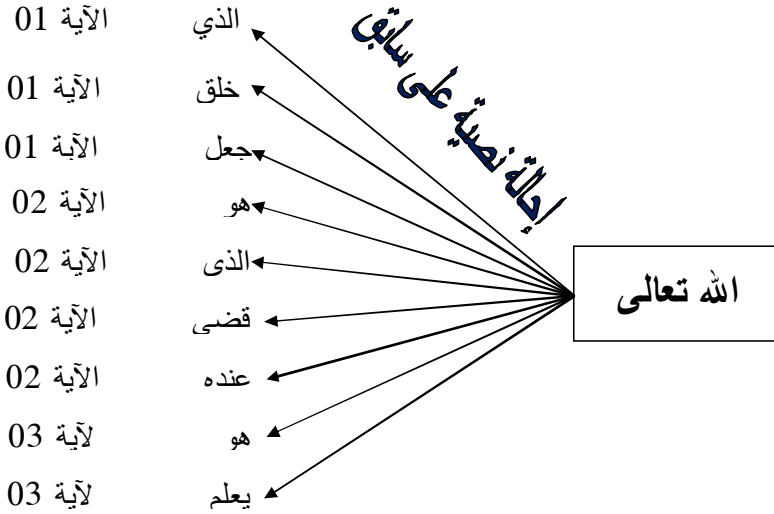 إحالة نصية على سابق
الله تعالى
الذي الآية 01
خلق الآية 01
جعل الآبة 01
هو الآية 02
الذى الآية 02
قضى الآية 02
عنده الآية 02
هو لآية 03
يعلم لآية 03